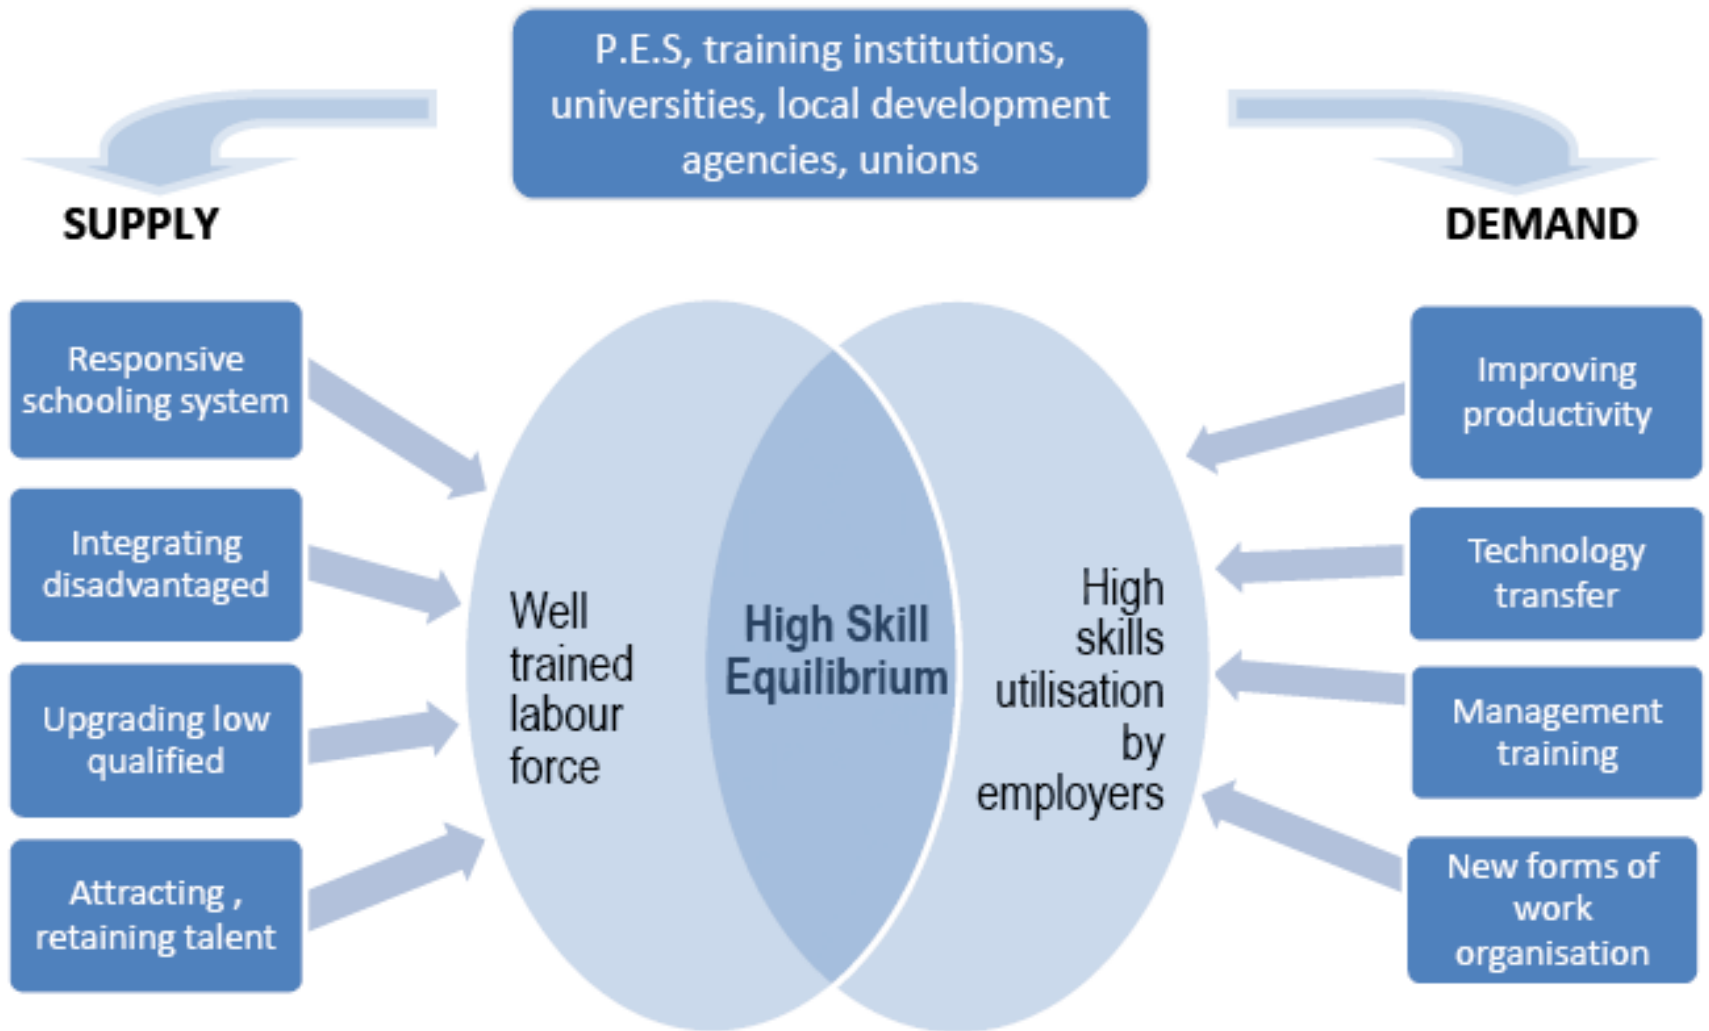 P.E.S, training institutions,
universities, local development
agencies, unions
SUPPLY
DEMAND
Responsive
schooling system
Integrating
disadvantaged
Upgrading low
qualified
Attracting ,
retaining talent
Well
trained
labour
force
High Skill
Equilibrium
High
skills
utilisation
by
employers
Improving
productivity
Technology
transfer
Management
training
New forms of
work
organisation